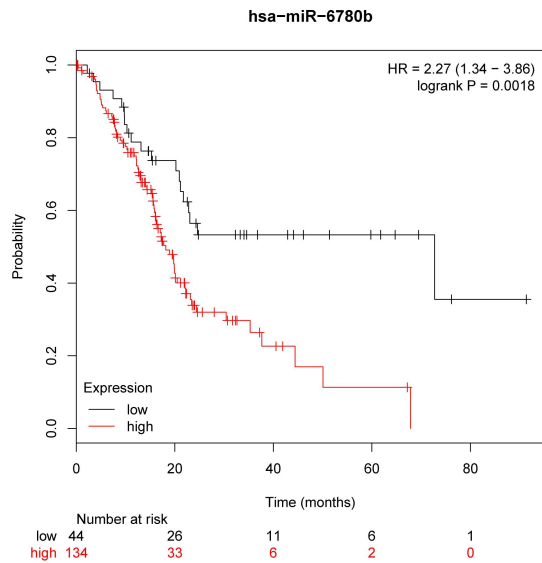 hsa−miR−6780b
HR = 2.27 (1.34 − 3.86)
logrank P = 0.0018
Probability
1.0
0.8
0.6
0.4
0.2
0.0
Expression
low
high
0 20 40 60 80
Time (months)
Number at risk
low 44 26 11 6 1
high 134 33 6 2 0